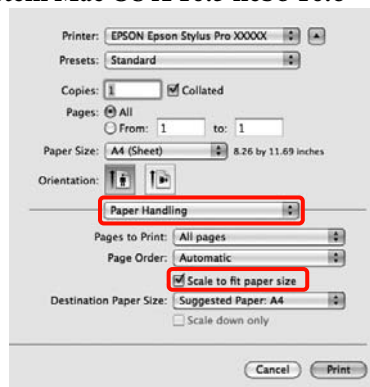 Printer: EPSON Epson Stylus Pro XXXXX
Presets: Standard
Copies: 1 Collated
Pages: All
From: 1 to: 1
Paper Size: A4 (Sheet) 8.26 by 11.69 inches
Orientation:
Paper Handling
Pages to Print: All pages
Page Order: Automatic
Scale to fit paper size
Destination Paper Size: Suggested Paper: A4
Scale down only
Cancel Print